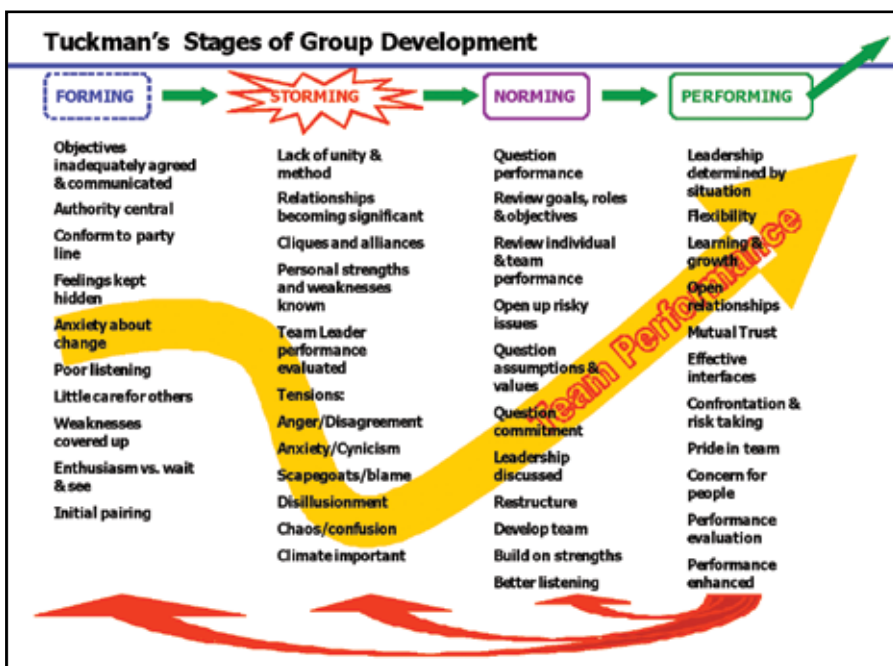 Tuckman's Stages of Group Development
FORMING
STORMING
NORMING
PERFORMING
Objectives
inadequately agreed
& communicated
Authority central
Conform to party
line
Feelings kept
hidden
Anxiety about
change
Poor listening
Little care for others
Weaknesses
covered up
Enthusiasm vs. wait
& see
Initial pairing
Lack of unity &
method
Relationships
becoming significant
Cliques and alliances
Personal strengths
and weaknesses
known
Team Leader
performance
evaluated
Tensions:
Anger/Disagreement
Anxiety/Cynicism
Scapegoats/blame
Disillusionment
Chaos/confusion
Climate important
Question
performance
Review goals, roles
& objectives
Review individual
& team
performance
Open up risky
issues
Question
assumptions &
values
Question
commitment
Leadership
discussed
Restructure
Develop team
Build on strengths
Better listening
Leadership
determined by
situation
Flexibility
Learning &
growth
Open
relationships
Mutual Trust
Effective
interfaces
Confrontation &
risk taking
Pride in team
Concern for
people
Performance
evaluation
Performance
enhanced
Team Performance